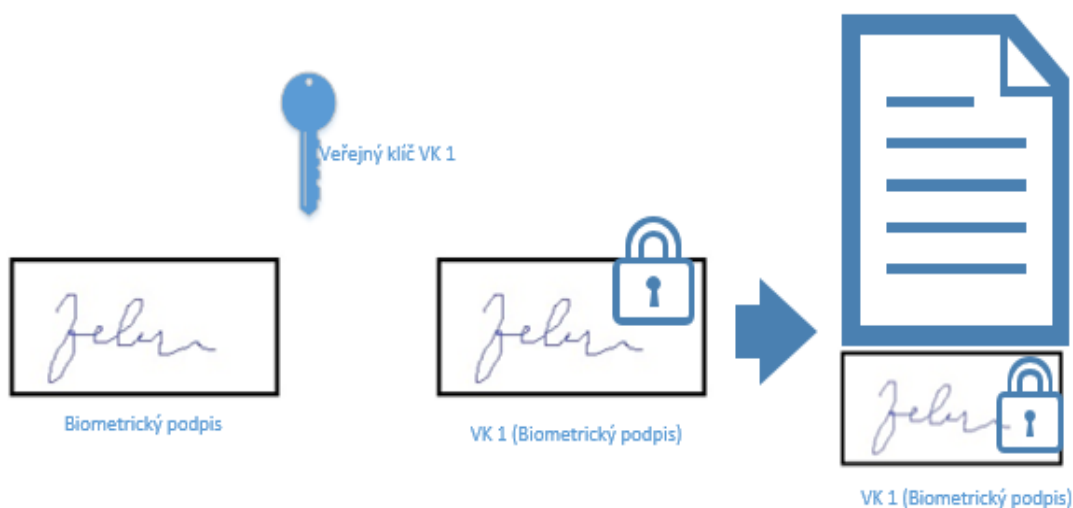 Veřejný klíč VK 1
Biometrický podpis
VK 1 (Biometrický podpis)
VK 1 (Biometrický podpis)